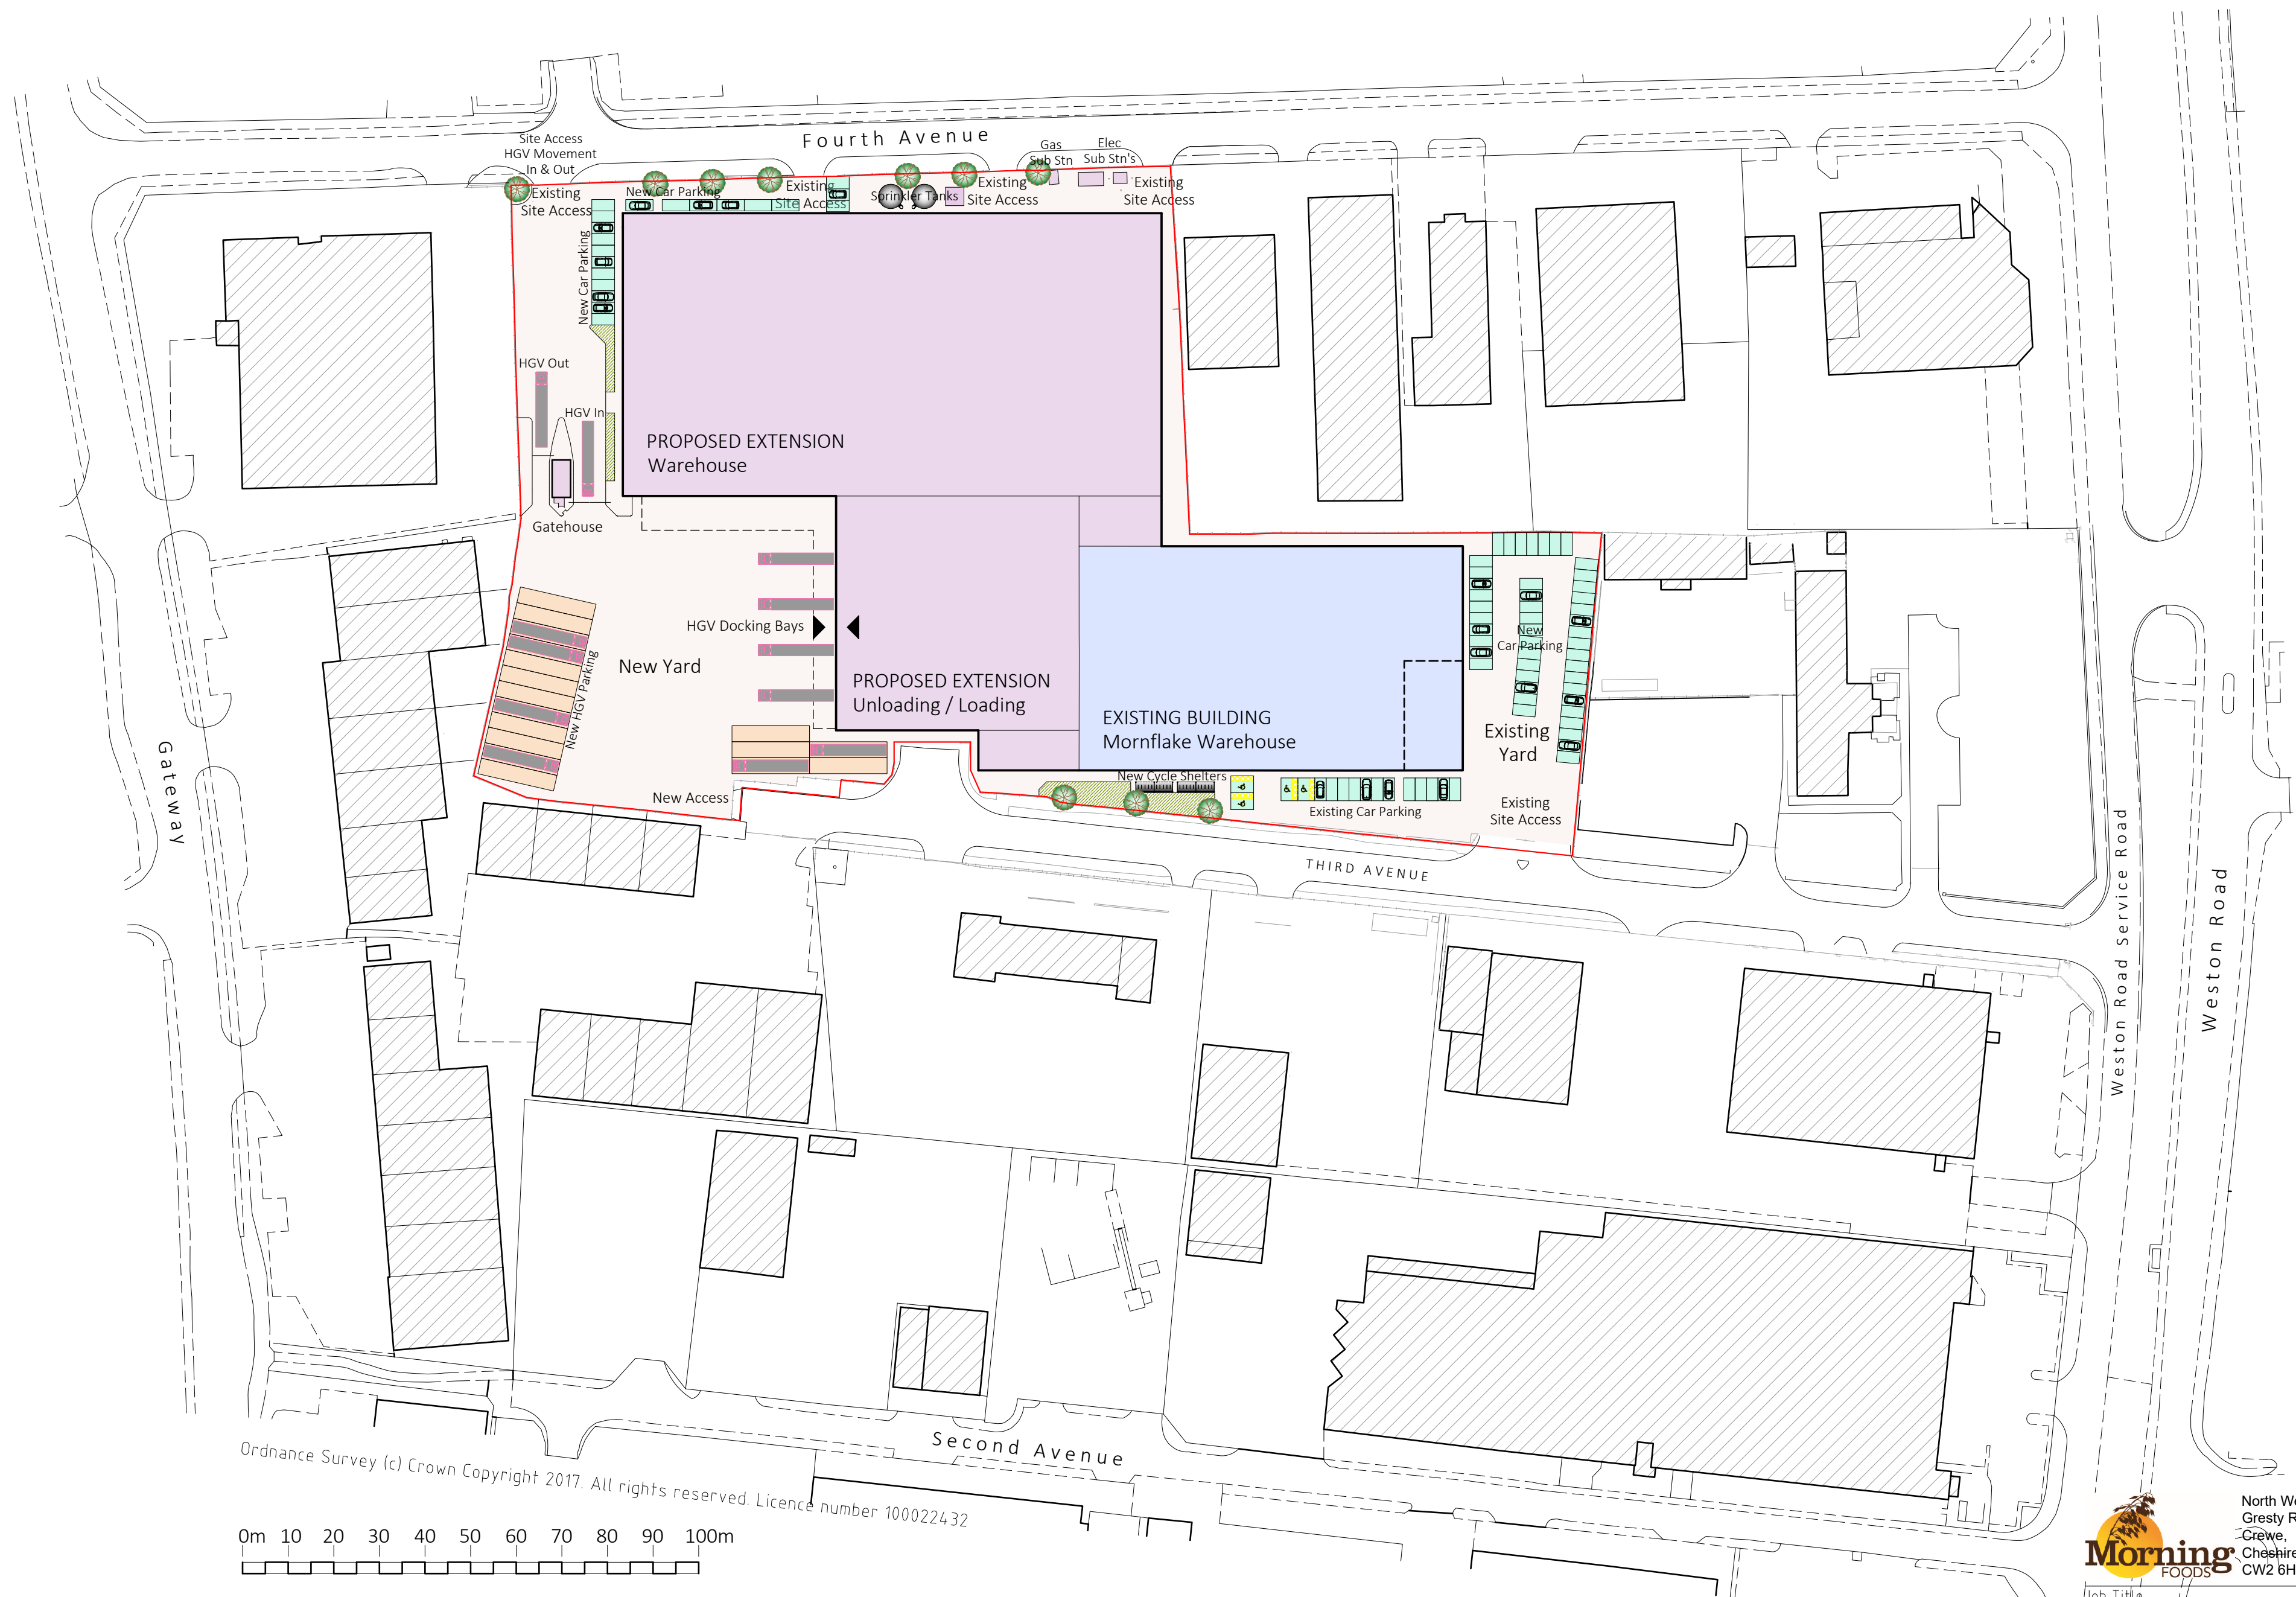 Fourth Avenue
Site Access
HGV Movement
In & Out
Gas
Sub Stn
Elec
Sub Stn's
Existing
Site Access
New Car Parking
Existing
Site Access
Sprinkler Tanks
Existing
Site Access
Existing
Site Access
New Car Parking
HGV Out
HGV In
Gatehouse
PROPOSED EXTENSION
Warehouse
HGV Docking Bays
New Yard
New HGV Parking
PROPOSED EXTENSION
Unloading / Loading
EXISTING BUILDING
Mornflake Warehouse
New
Car Parking
Existing
Yard
New Access
New Cycle Shelters
Existing Car Parking
Existing
Site Access
THIRD AVENUE
Gateway
Weston Road Service Road
Weston Road
Second Avenue
Ordnance Survey (c) Crown Copyright 2017. All rights reserved. Licence number 100022432
0m 10 20 30 40 50 60 70 80 90 100m
Morning
FOODS
North We
Gresty R
Crewe,
Cheshire
CW2 6H
Job Title